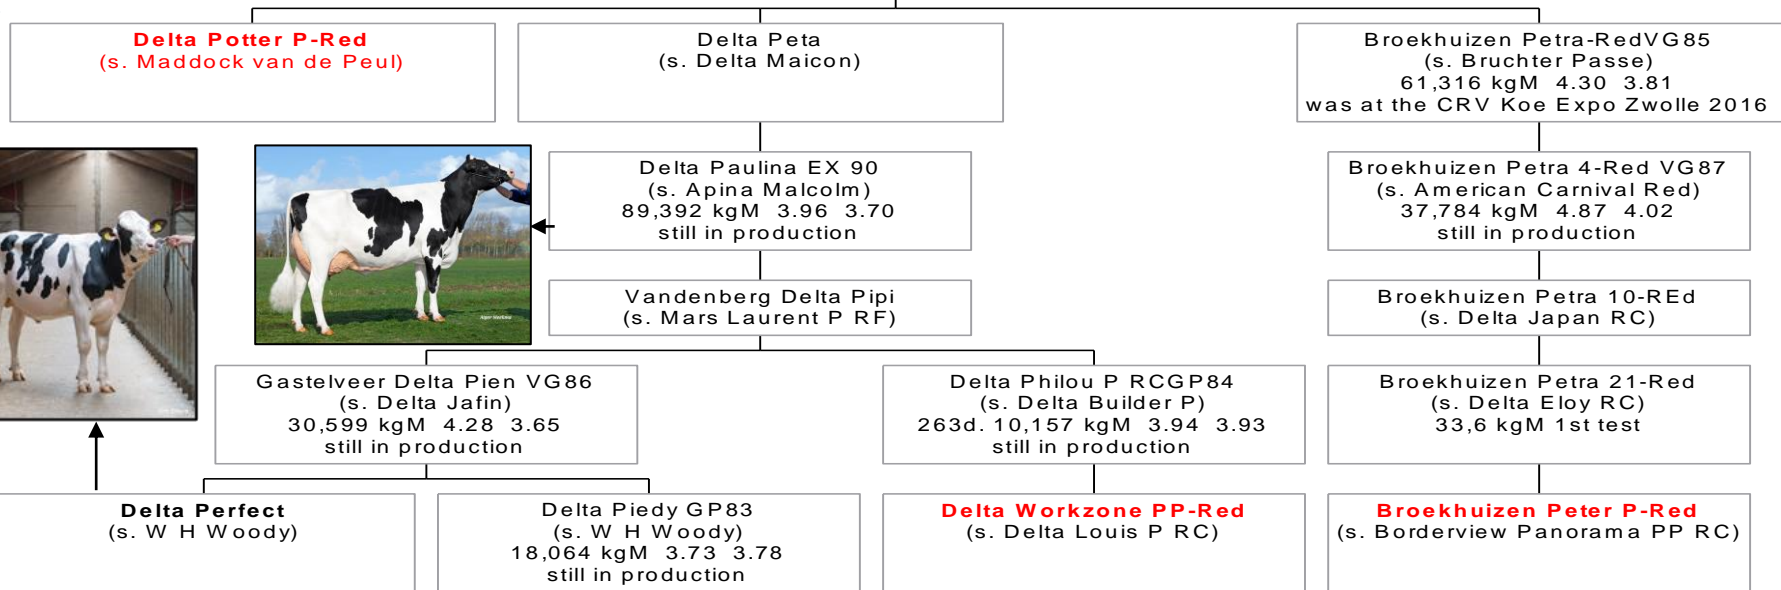 Delta Potter P-Red
(s. Maddock van de Peul)
Delta Peta
(s. Delta Maicon)
Broekhuizen Petra-RedVG85
(s. Bruchter Passe)
61,316 kgM 4.30 3.81
was at the CRV Koe Expo Zwolle 2016
Delta Paulina EX 90
(s. Apina Malcolm)
89,392 kgM 3.96 3.70
still in production
Broekhuizen Petra 4-Red VG87
(s. American Carnival Red)
37,784 kgM 4.87 4.02
still in production
Vandenberg Delta Pipi
(s. Mars Laurent P RF)
Broekhuizen Petra 10-REd
(s. Delta Japan RC)
Gastelveer Delta Pien VG86
(s. Delta Jafin)
30,599 kgM 4.28 3.65
still in production
Delta Philou P RCGP84
(s. Delta Builder P)
263d. 10,157 kgM 3.94 3.93
still in production
Broekhuizen Petra 21-Red
(s. Delta Eloy RC)
33,6 kgM 1st test
Delta Perfect
(s. W H Woody)
Delta Piedy GP83
(s. W H Woody)
18,064 kgM 3.73 3.78
still in production
Delta Workzone PP-Red
(s. Delta Louis P RC)
Broekhuizen Peter P-Red
(s. Borderview Panorama PP RC)